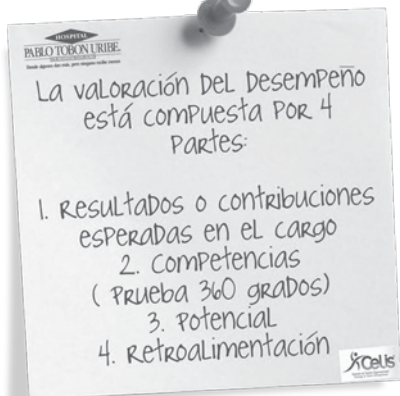 HOSPITAL
PABLO TOBON URIBE.
La valoración del desempeño
está compuesta por 4
partes:
1. Resultados o contribuciones
esperadas en el cargo
2. Competencias
( Prueba 360 grados)
3. Potencial
4. Retroalimentación
Celis